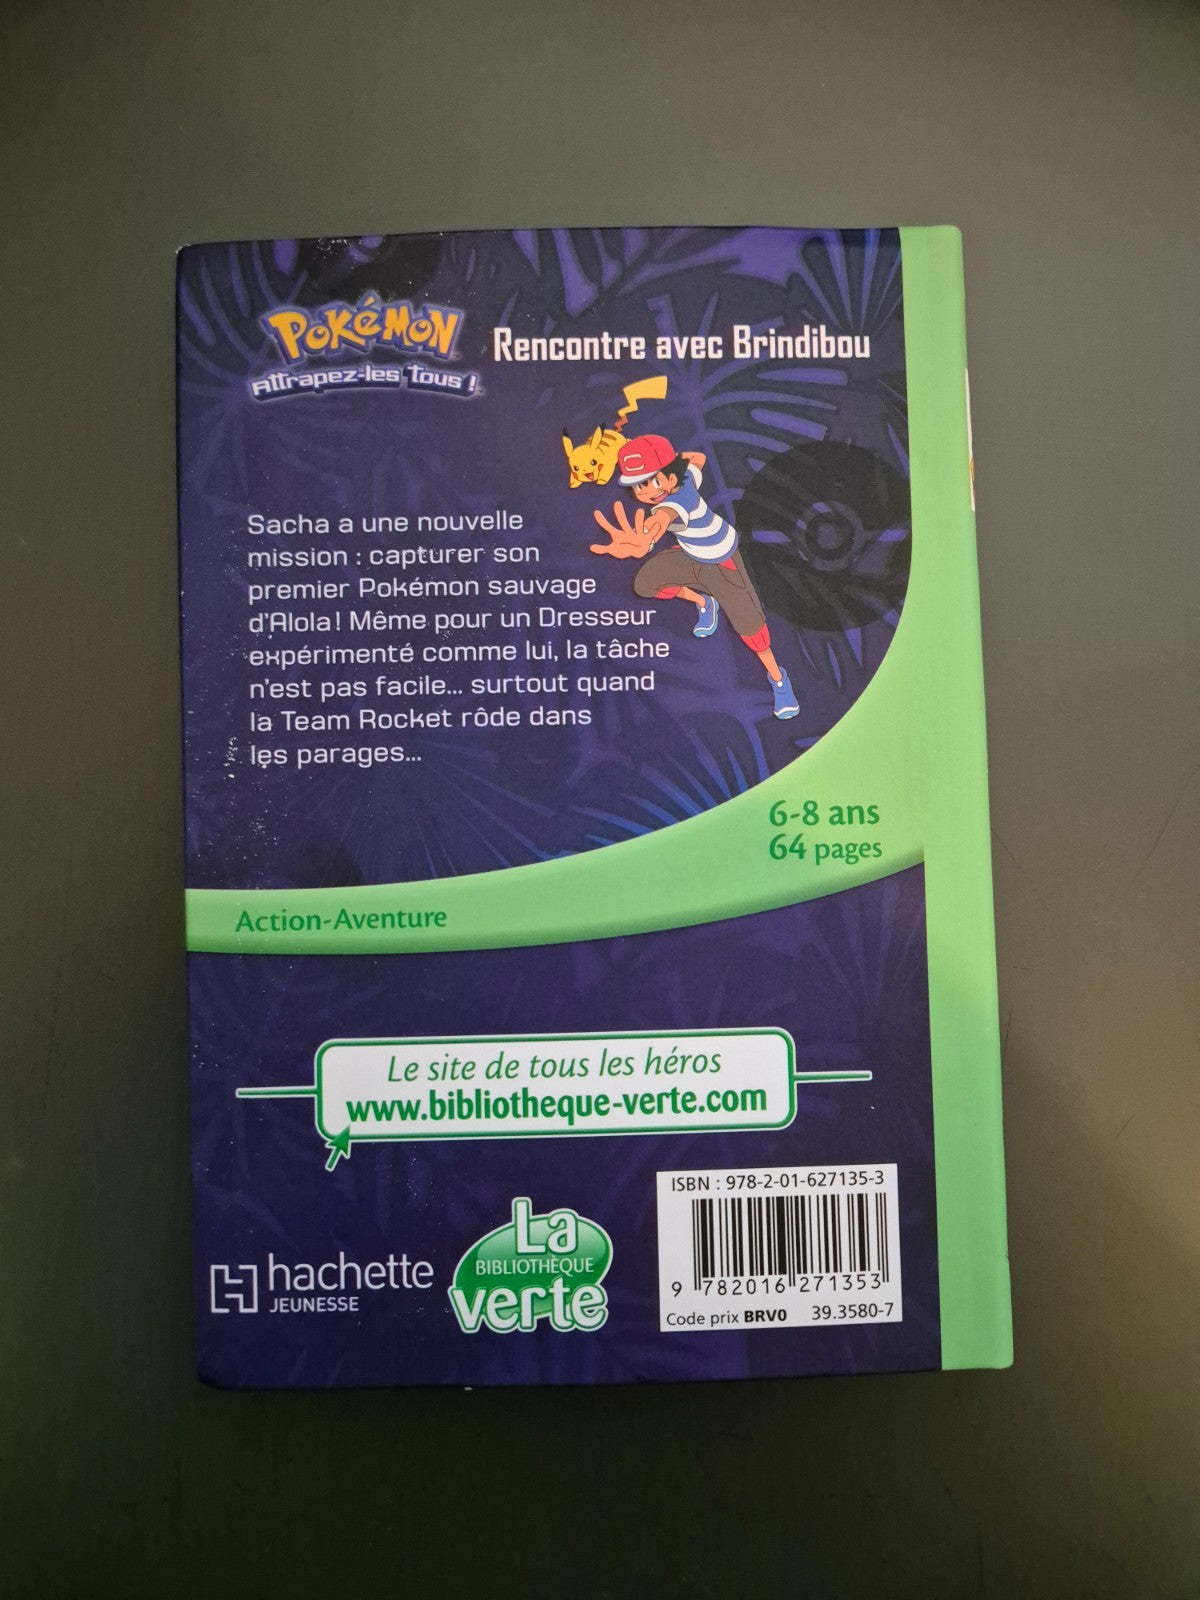 POKéMON
Attrapez-les tous !
Rencontre avec Brindibou
Sacha a une nouvelle
mission : capturer son
premier Pokémon sauvage
d'Alola! Même pour un Dresseur
expérimenté comme lui, la tâche
n'est pas facile... surtout quand
la Team Rocket rôde dans
les parages...
6-8 ans
64 pages
Action-Aventure
Le site de tous les héros
www.bibliotheque-verte.com
hachette
JEUNESSE
La
BIBLIOTHÈQUE
verte
ISBN : 978-2-01-627135-3
9 782016 271353
Code prix BRV0 39.3580-7